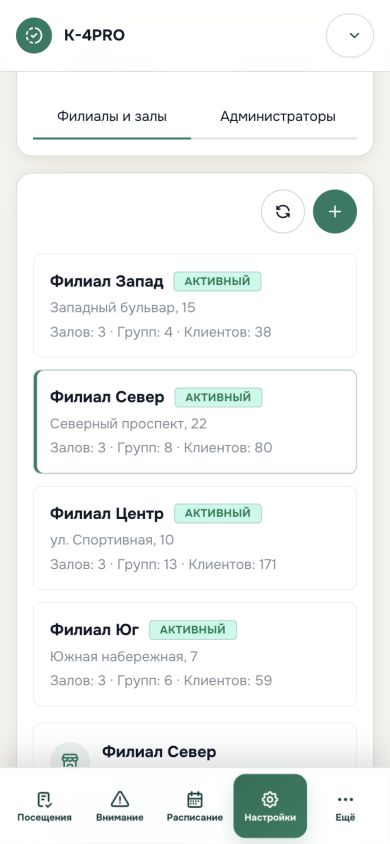 K-4PRO
Филиалы и залы
Администраторы
Филиал Запад АКТИВНЫЙ
Западный бульвар, 15
Залов: 3 · Групп: 4 · Клиентов: 38
Филиал Север АКТИВНЫЙ
Северный проспект, 22
Залов: 3 · Групп: 8 · Клиентов: 80
Филиал Центр АКТИВНЫЙ
ул. Спортивная, 10
Залов: 3 · Групп: 13 · Клиентов: 171
Филиал Юг АКТИВНЫЙ
Южная набережная, 7
Залов: 3 · Групп: 6 · Клиентов: 59
Филиал Север
Посещения
Внимание
Расписание
Настройки
Ещё